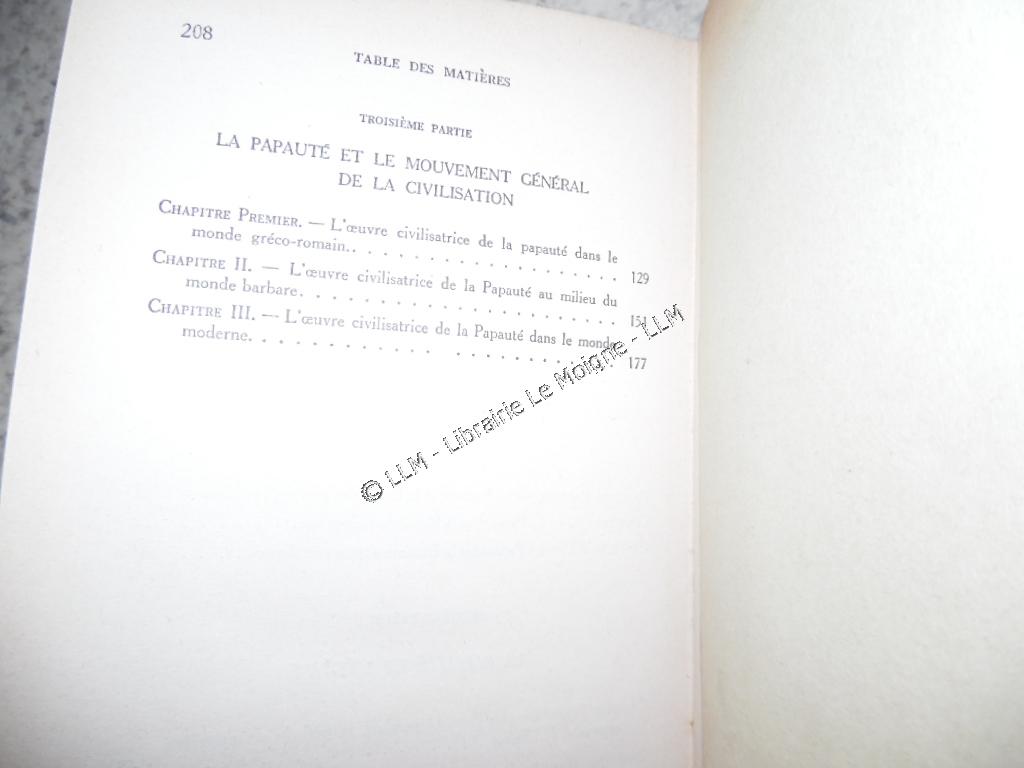 208
TABLE DES MATIÈRES
TROISIÈME PARTIE
LA PAPAUTÉ ET LE MOUVEMENT GÉNÉRAL
DE LA CIVILISATION
CHAPITRE PREMIER. — L'œuvre civilisatrice de la papauté dans le
monde gréco-romain. . . . . . . . . . . . . . . . . . 129
CHAPITRE II. — L'œuvre civilisatrice de la Papauté au milieu du
monde barbare. . . . . . . . . . . . . . . . . . . . 151
CHAPITRE III. — L'œuvre civilisatrice de la Papauté dans le monde
moderne. . . . . . . . . . . . . . . . . . . . . . 177
© LLM - Librairie Le Moigne - LLM